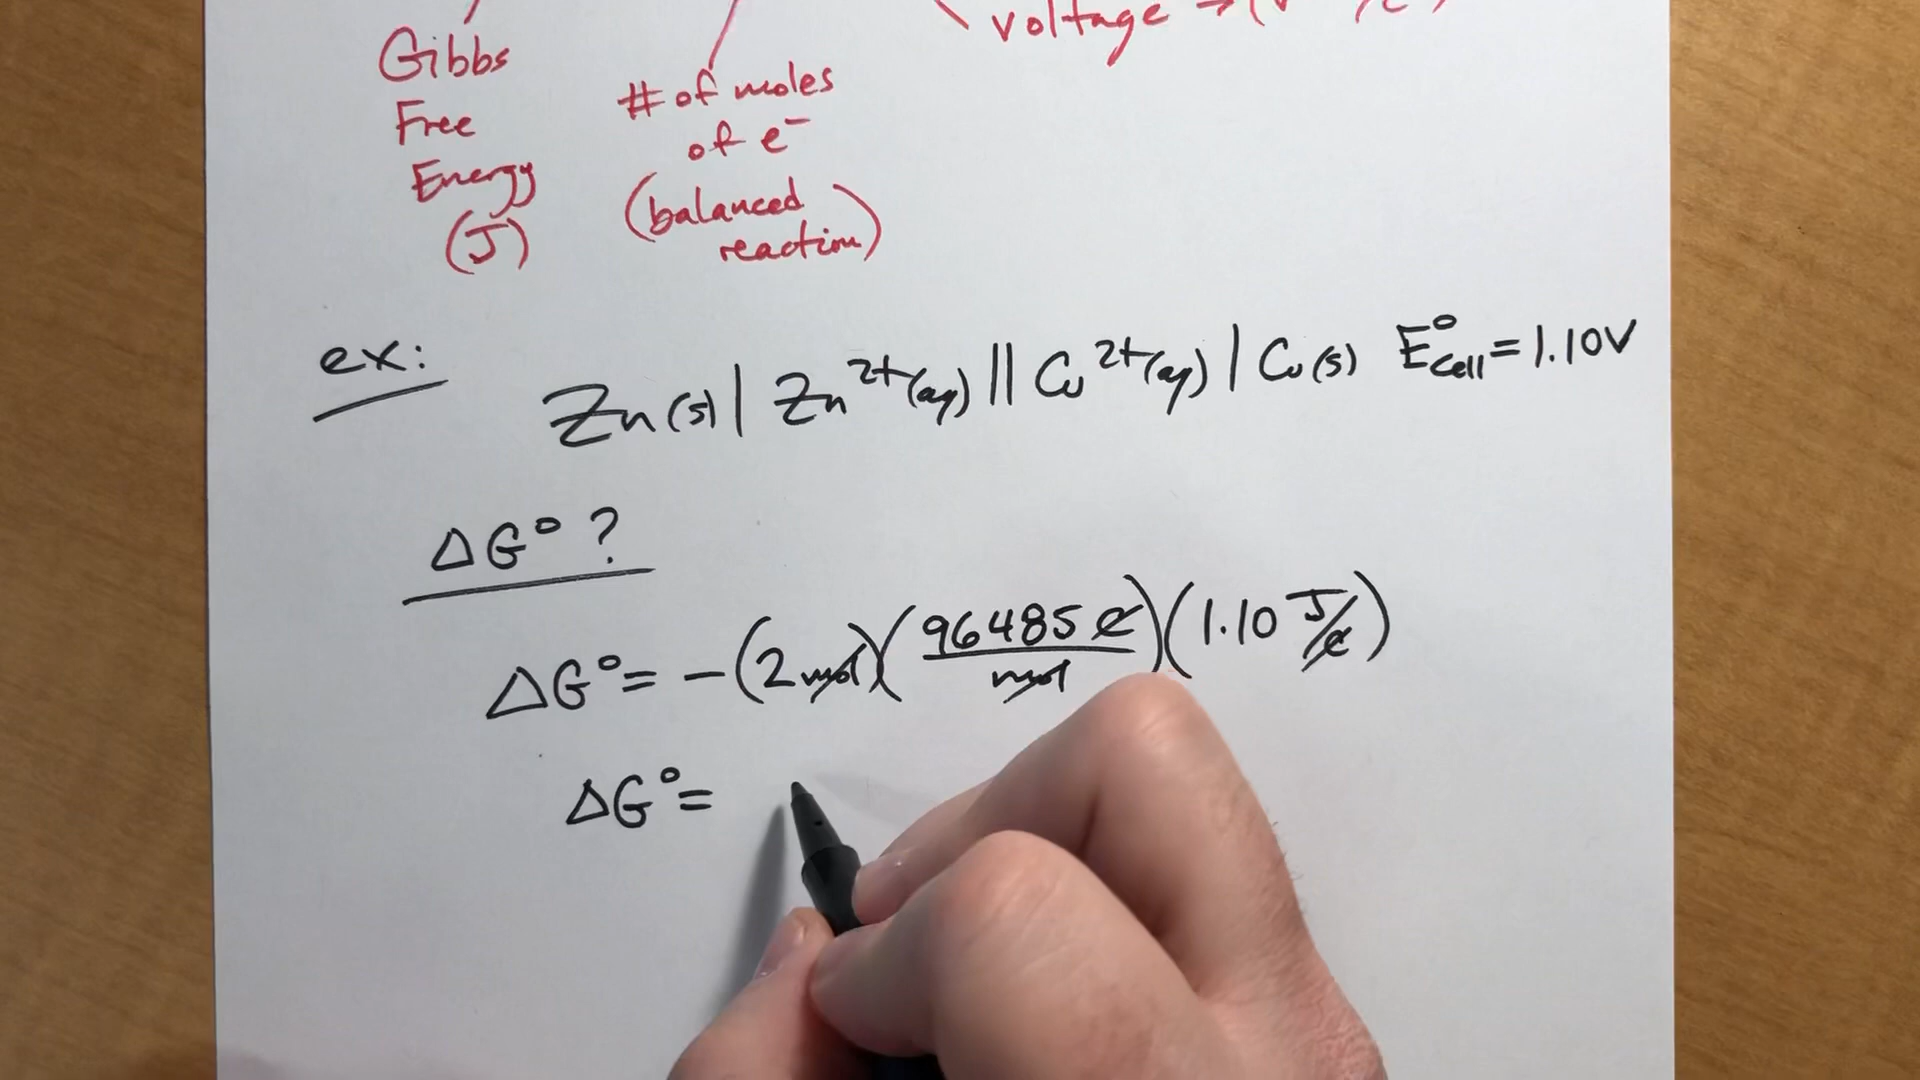 voltage → (V
Gibbs
Free
Energy
(J)
# of moles
of e⁻
(balanced
reaction)
ex:
Zn(s) | Zn²⁺(aq) || Cu²⁺(aq) | Cu(s) E°cell = 1.10V
ΔG° ?
ΔG° = -(2 mol)(96485 C/mol)(1.10 J/C)
ΔG° =